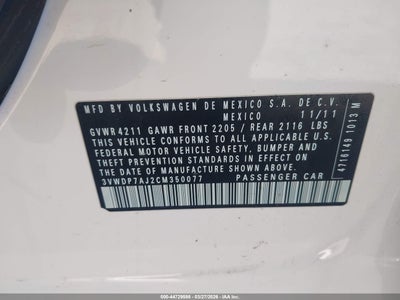 MFD BY VOLKSWAGEN DE MEXICO S.A. DE C.V.
MEXICO 11/11
GVWR 4211 GAWR FRONT 2205 / REAR 2116 LBS
THIS VEHICLE CONFORMS TO ALL APPLICABLE U.S.
FEDERAL MOTOR VEHICLE SAFETY, BUMPER AND
THEFT PREVENTION STANDARDS IN EFFECT ON THE
DATE OF MANUFACTURE SHOWN ABOVE.
3VWDP7AJ2CM350077 PASSENGER CAR
4716149 1013 M